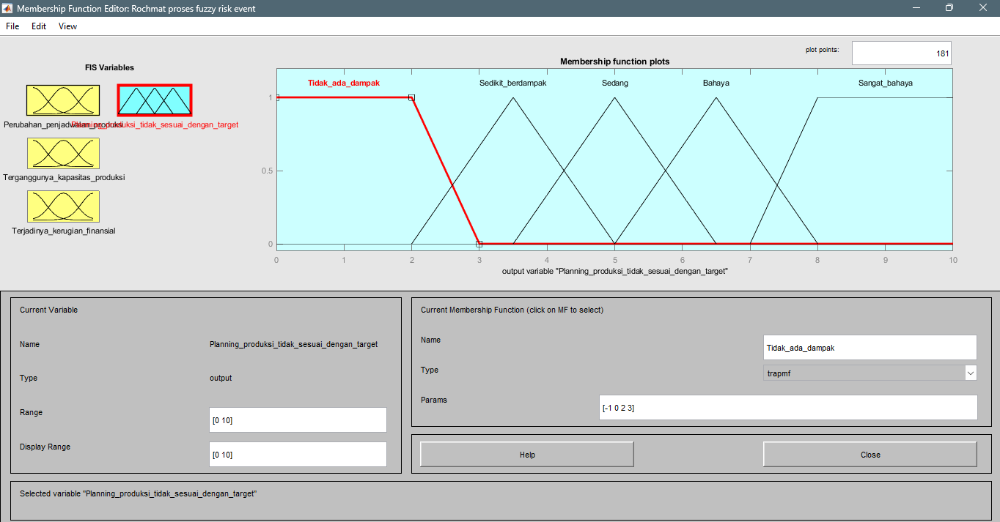 Membership Function Editor: Rochmat proses fuzzy risk event
File Edit View
FIS Variables
Perubahan_penjadwalan_produksi
Planning_produksi_tidak_sesuai_dengan_target
Terganggunya_kapasitas_produksi
Terjadinya_kerugian_finansial
plot points:
181
Membership function plots
Tidak_ada_dampak Sedikit_berdampak Sedang Bahaya Sangat_bahaya
1
0.5
0
0 1 2 3 4 5 6 7 8 9 10
output variable "Planning_produksi_tidak_sesuai_dengan_target"
Current Variable
Name Planning_produksi_tidak_sesuai_dengan_target
Type output
Range [0 10]
Display Range [0 10]
Current Membership Function (click on MF to select)
Name Tidak_ada_dampak
Type trapmf
Params [-1 0 2 3]
Help Close
Selected variable "Planning_produksi_tidak_sesuai_dengan_target"